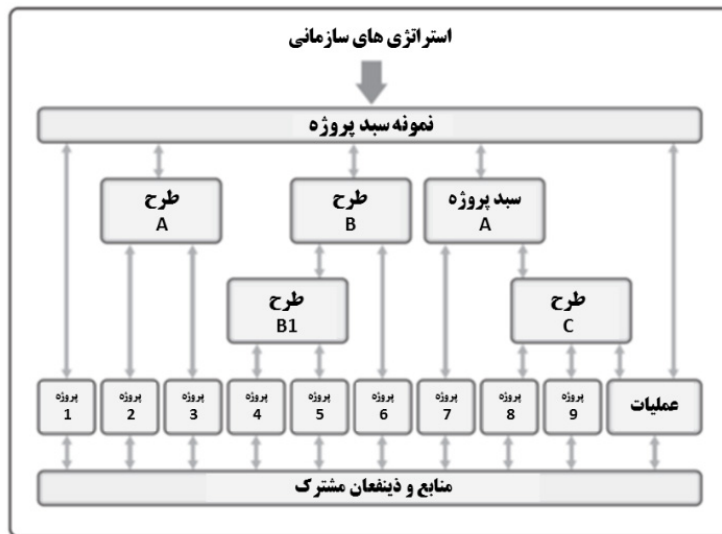 استراتژی های سازمانی
نمونه سبد پروژه
طرح
A
طرح
B
سبد پروژه
A
طرح
B1
طرح
C
پروژه
1
پروژه
2
پروژه
3
پروژه
4
پروژه
5
پروژه
6
پروژه
7
پروژه
8
پروژه
9
عملیات
منابع و ذینفعان مشترک